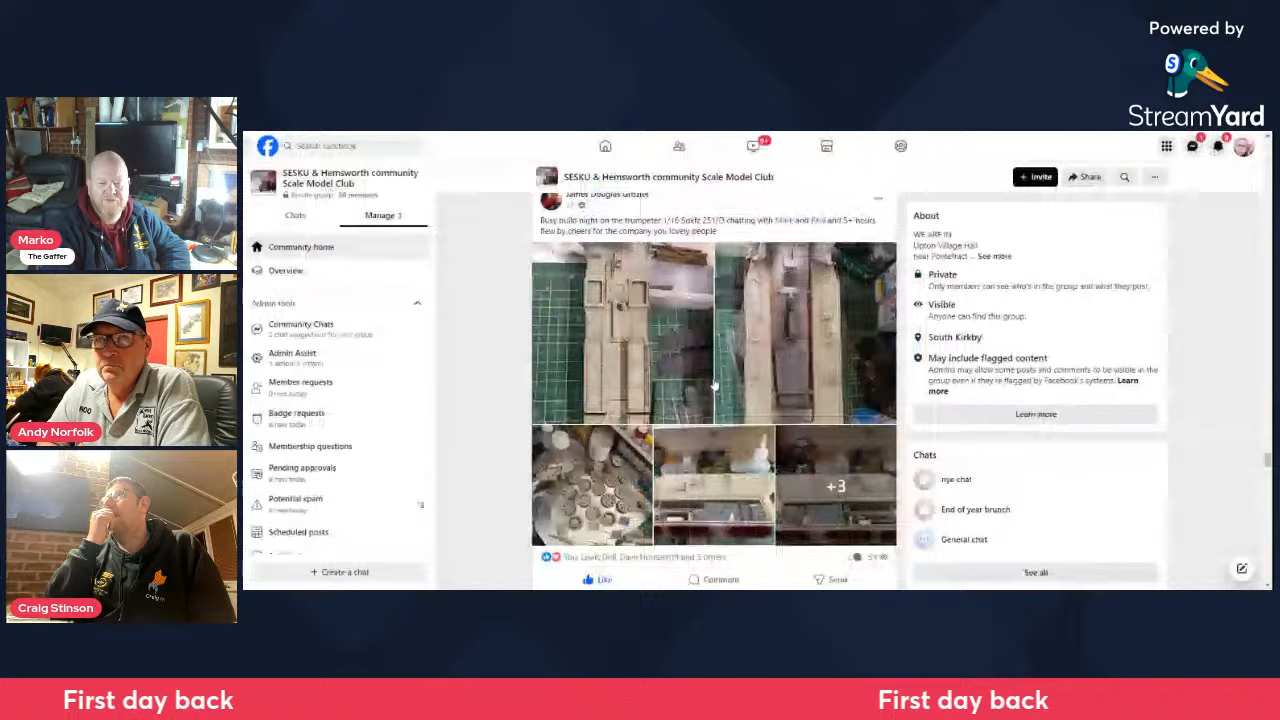 Powered by
StreamYard
Marko
The Gaffer
Andy Norfolk
Craig Stinson
SESKU & Hemsworth community
Scale Model Club
Private group
Chats
Manage 3
Community home
Overview
Admin tools
Community Chats
Admin Assist
Member requests
Badge requests
Membership questions
Pending approvals
Potential spam
Scheduled posts
+ Create a chat
SESKU & Hemsworth community Scale Model Club
+ Invite
Share
James Douglas
Busy build night on the trumpeter 1/16 Sdkfz 251/D chatting with Mark and Paul and 5+ hours
flew by cheers for the company you lovely people
+3
Like
Comment
Send
About
WE ARE IN
Upton Village Hall
near Pontefract ... See more
Private
Only members can see who's in the group and what they post.
Visible
Anyone can find this group.
South Kirkby
May include flagged content
Admins may allow some posts and comments to be visible in the
group even if they're flagged by Facebook's systems. Learn
more
Learn more
Chats
nye chat
End of year brunch
General chat
See all
First day back
First day back